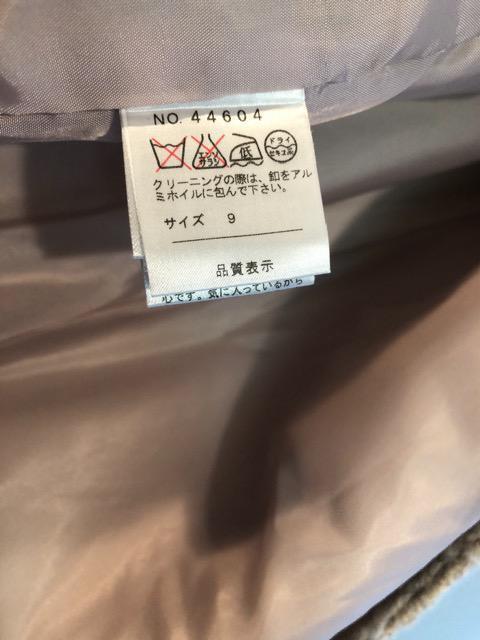 NO. 44604
エンソ
サラシ
低
ドライ
セキユ系
クリーニングの際は、釦をアル
ミホイルに包んで下さい。
サイズ 9
品質表示
心です。気に入っているから